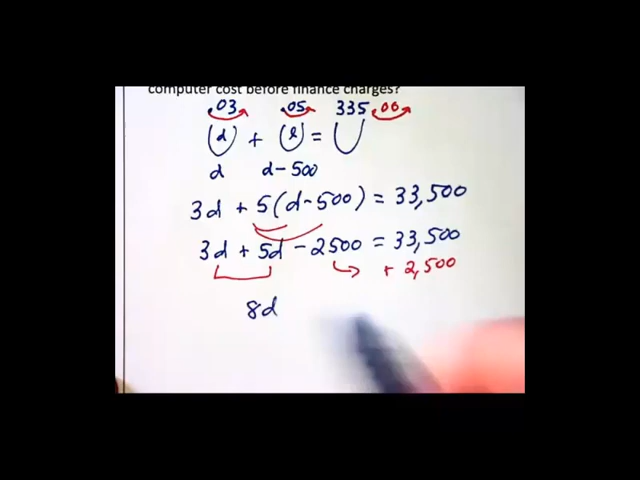 computer cost before finance charges?
.03 .05 335.00
(d) + (l) =
d d-500
3d + 5(d-500) = 33,500
3d + 5d - 2500 = 33,500
+ 2,500
8d